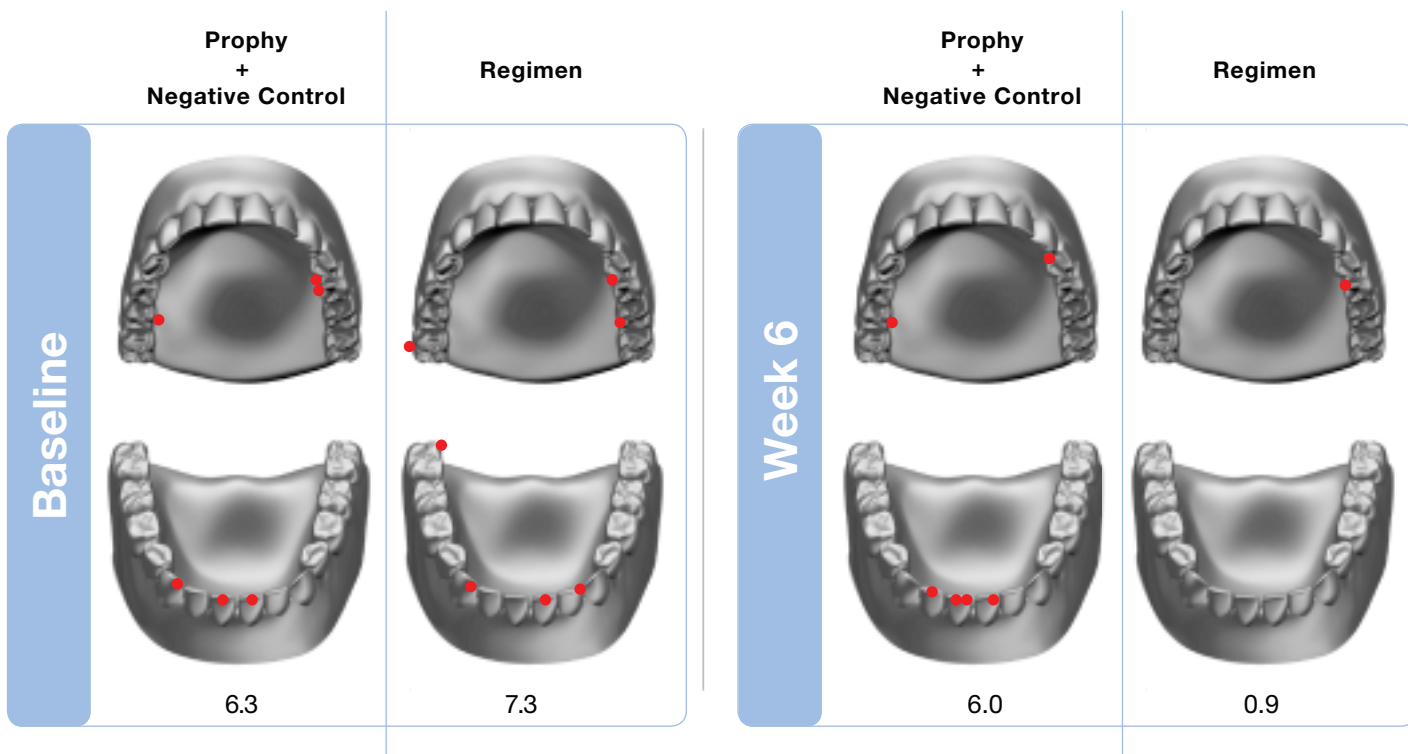 Prophy
+
Negative Control
Regimen
Prophy
+
Negative Control
Regimen
Baseline
6.3
7.3
Week 6
6.0
0.9